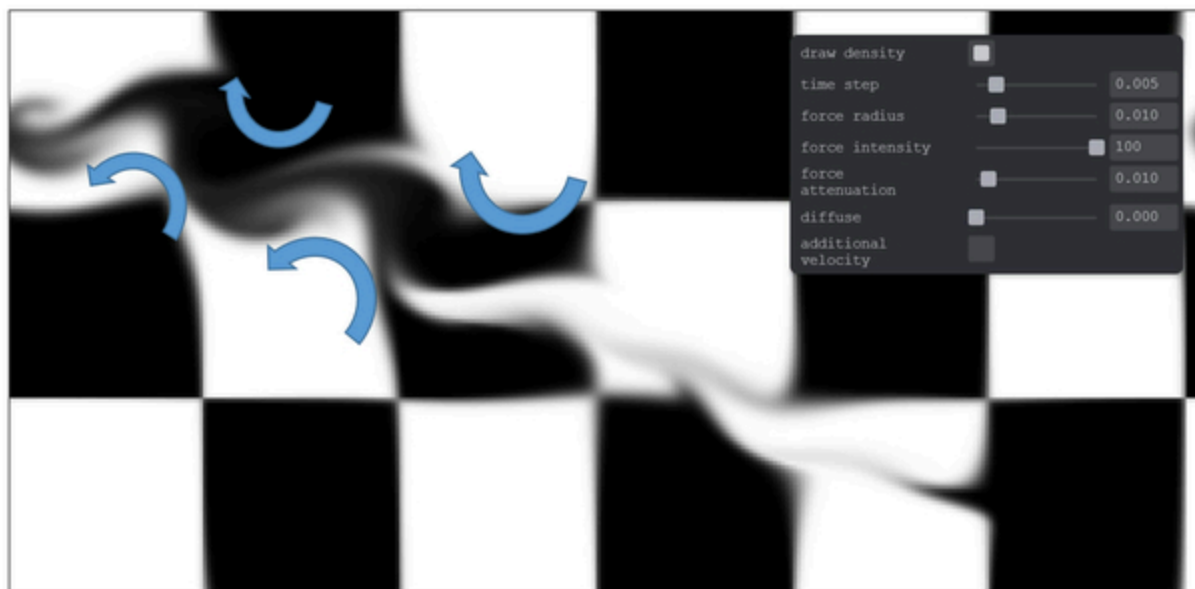 draw density
time step 0.005
force radius 0.010
force intensity 100
force
attenuation 0.010
diffuse 0.000
additional
velocity